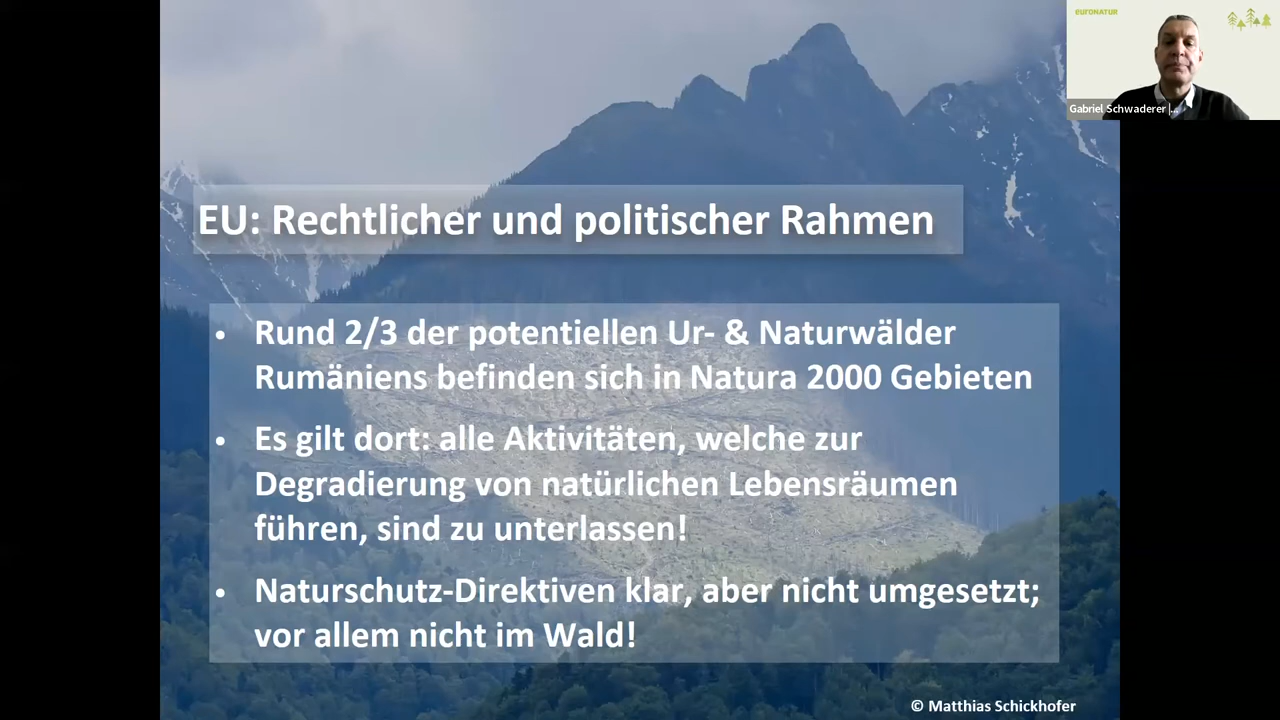 euroNATUR
Gabriel Schwaderer |...
EU: Rechtlicher und politischer Rahmen
• Rund 2/3 der potentiellen Ur- & Naturwälder
Rumäniens befinden sich in Natura 2000 Gebieten
• Es gilt dort: alle Aktivitäten, welche zur
Degradierung von natürlichen Lebensräumen
führen, sind zu unterlassen!
• Naturschutz-Direktiven klar, aber nicht umgesetzt;
vor allem nicht im Wald!
© Matthias Schickhofer